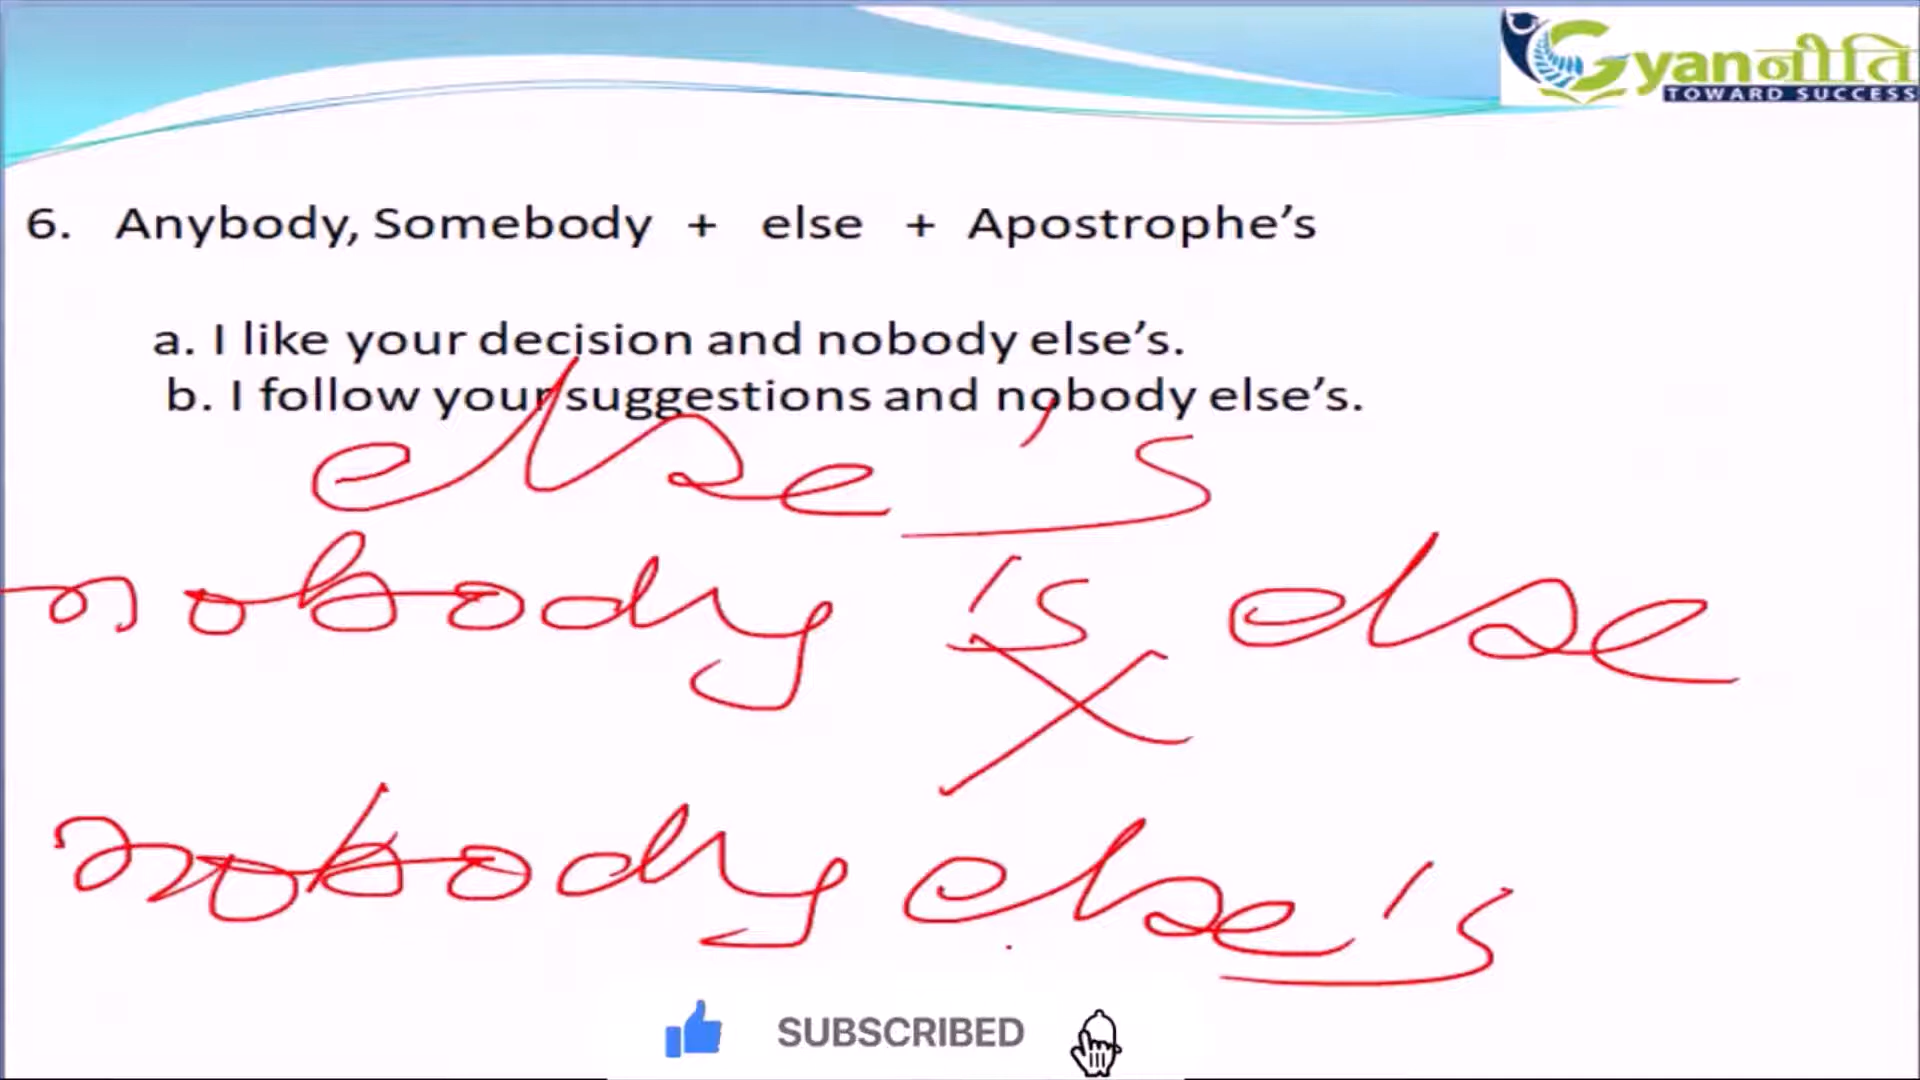 Gyanनीति
TOWARD SUCCESS
6. Anybody, Somebody + else + Apostrophe’s
a. I like your decision and nobody else’s.
b. I follow your suggestions and nobody else’s.
else's
nobody 's else
nobody else's
SUBSCRIBED